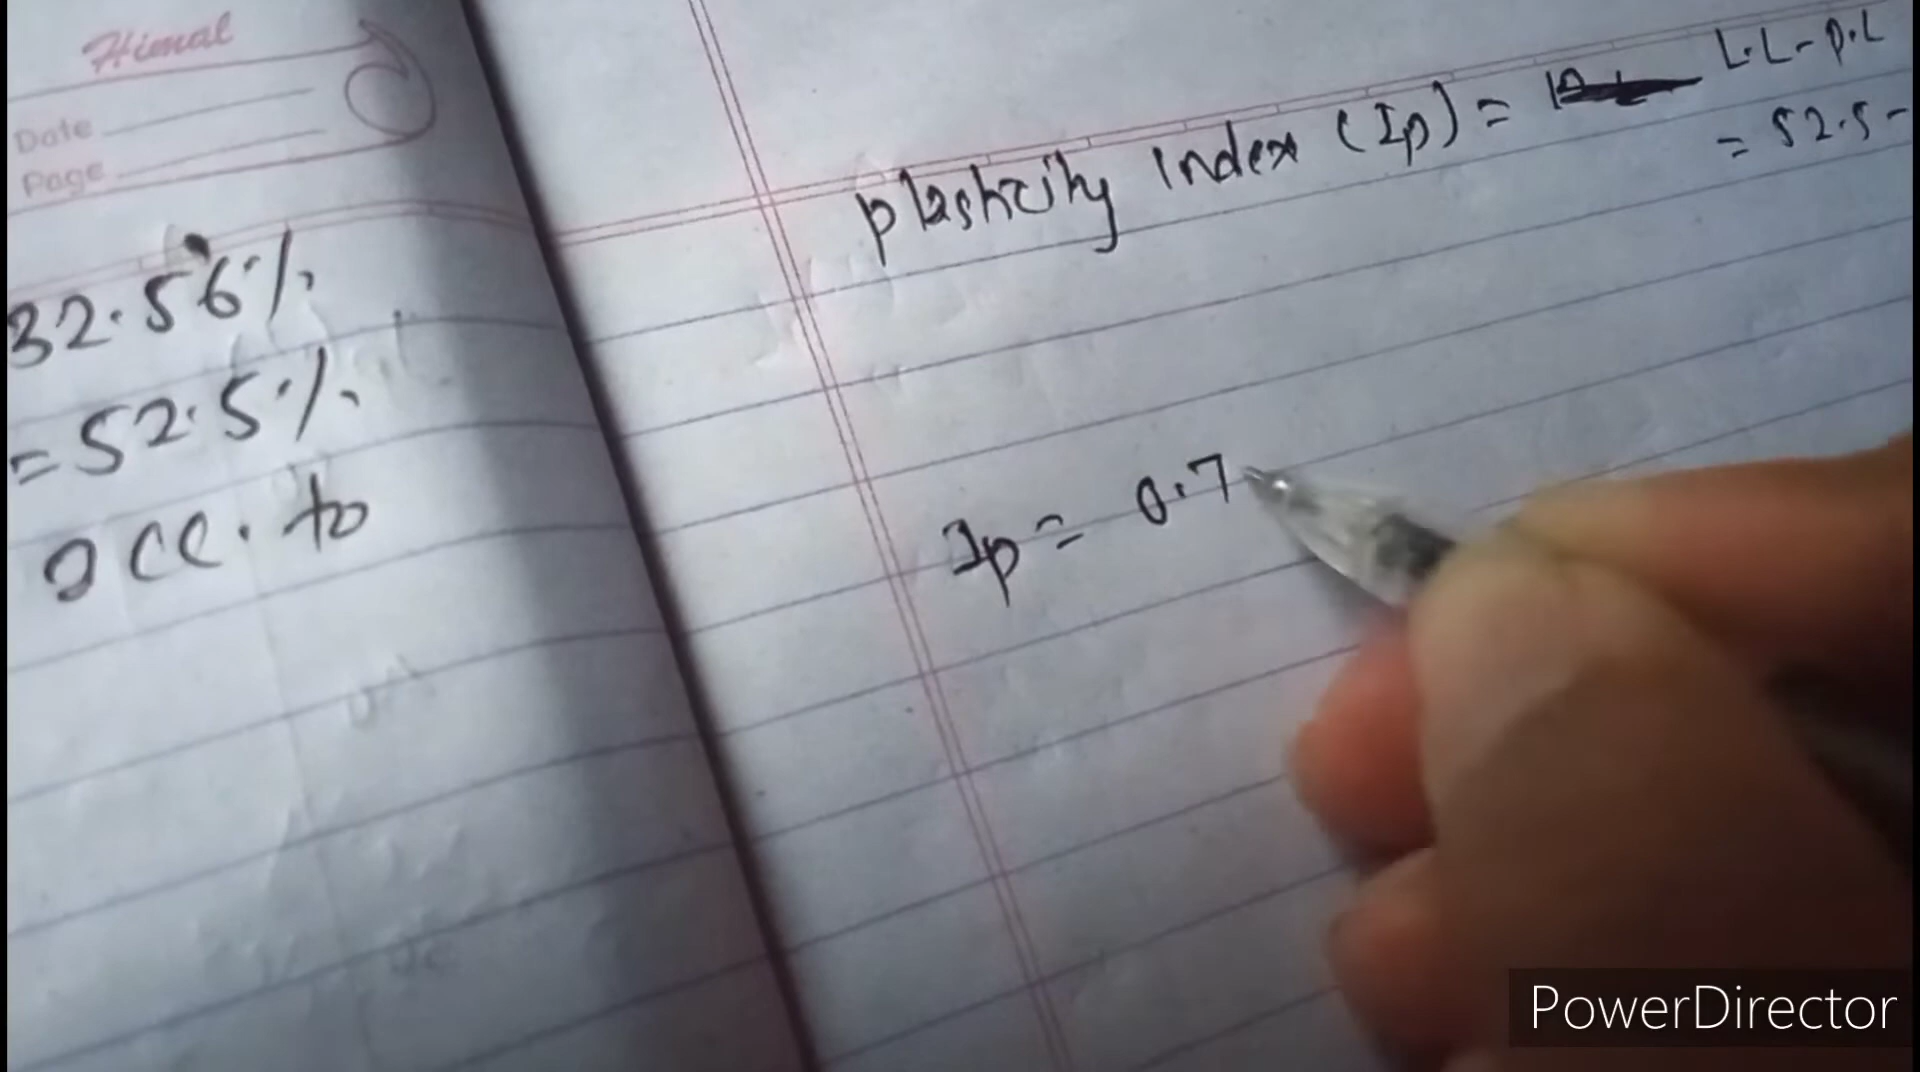 Himal
Date
Page
32.56%
=52.5%
acc. to
plasticity index (Ip) = L.L-P.L
= 52.5-
Ip = 0.7
PowerDirector